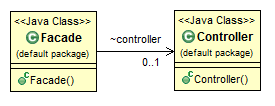 <<Java Class>>
Facade
(default package)
Facade()
~controller
0..1
<<Java Class>>
Controller
(default package)
Controller()